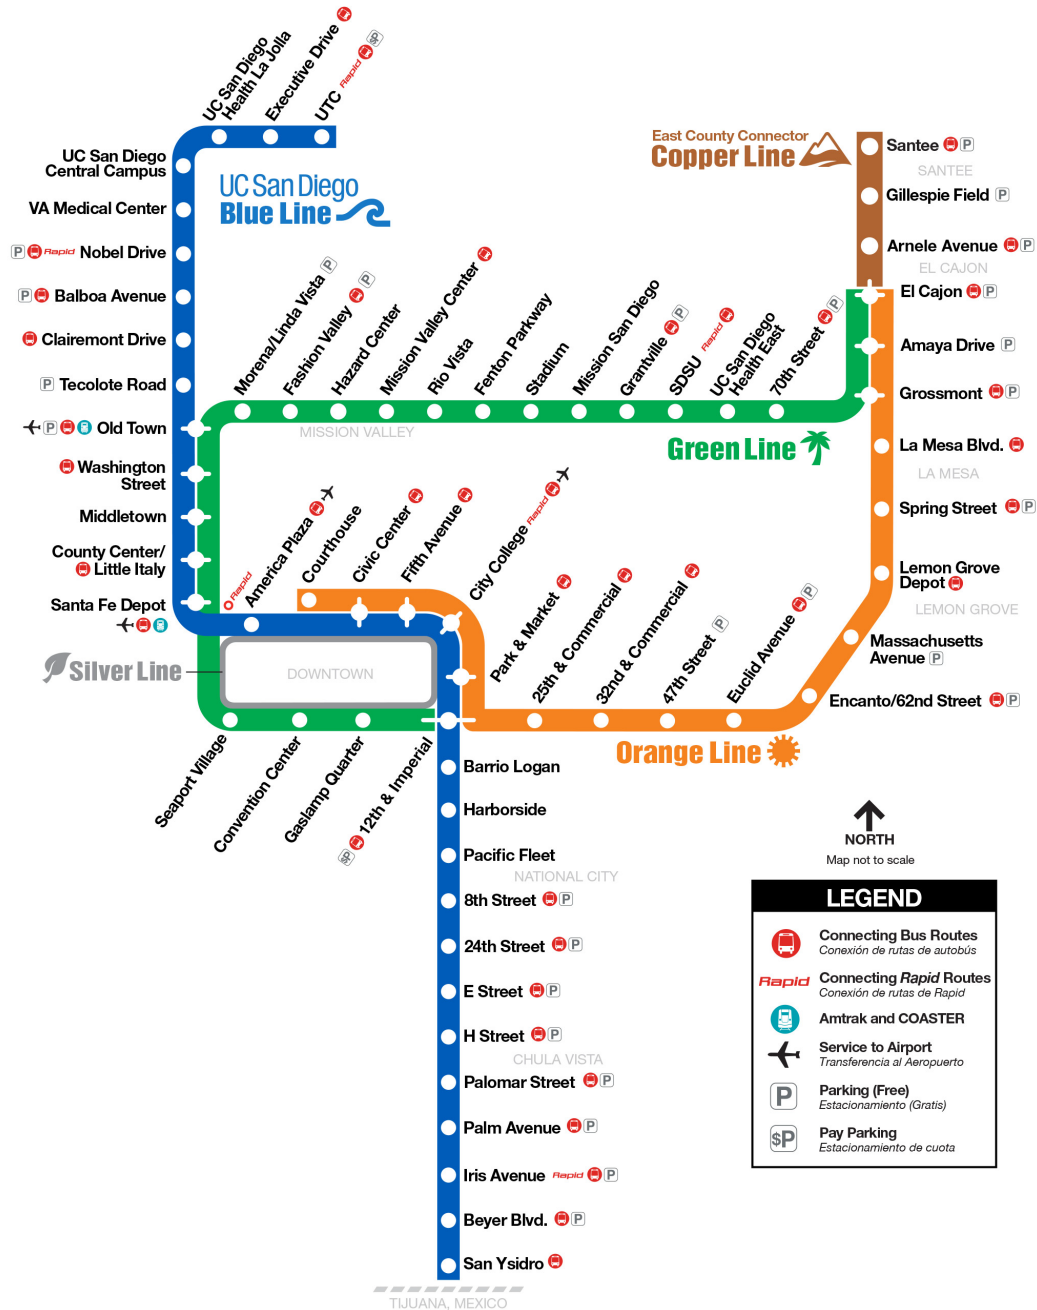 UC San Diego
Health La Jolla
Executive Drive
UTC
Rapid
$P
UC San Diego
Central Campus
VA Medical Center
P
Rapid
Nobel Drive
P
Balboa Avenue
Clairemont Drive
P
Tecolote Road
P
Old Town
Washington
Street
Middletown
County Center/
Little Italy
Santa Fe Depot
UC San Diego
Blue Line
East County Connector
Copper Line
Santee
P
SANTEE
Gillespie Field
P
Arnele Avenue
P
EL CAJON
El Cajon
P
Amaya Drive
P
Grossmont
P
La Mesa Blvd.
LA MESA
Spring Street
P
Lemon Grove
Depot
LEMON GROVE
Massachusetts
Avenue
P
Encanto/62nd Street
P
Morena/Linda Vista
P
Fashion Valley
P
Hazard Center
Mission Valley Center
Rio Vista
Fenton Parkway
Stadium
Mission San Diego
Grantville
P
SDSU
Rapid
UC San Diego
Health East
70th Street
P
MISSION VALLEY
Green Line
Rapid
America Plaza
Courthouse
Civic Center
Fifth Avenue
City College
Rapid
Park & Market
25th & Commercial
32nd & Commercial
47th Street
P
Euclid Avenue
P
Silver Line
DOWNTOWN
Orange Line
Seaport Village
Convention Center
Gaslamp Quarter
12th & Imperial
$P
Barrio Logan
Harborside
Pacific Fleet
NATIONAL CITY
8th Street
P
24th Street
P
E Street
P
H Street
P
CHULA VISTA
Palomar Street
P
Palm Avenue
P
Iris Avenue
Rapid
P
Beyer Blvd.
P
San Ysidro
TIJUANA, MEXICO
NORTH
Map not to scale
LEGEND
Connecting Bus Routes
Conexión de rutas de autobús
Rapid
Connecting Rapid Routes
Conexión de rutas de Rapid
Amtrak and COASTER
Service to Airport
Transferencia al Aeropuerto
P
Parking (Free)
Estacionamiento (Gratis)
$P
Pay Parking
Estacionamiento de cuota